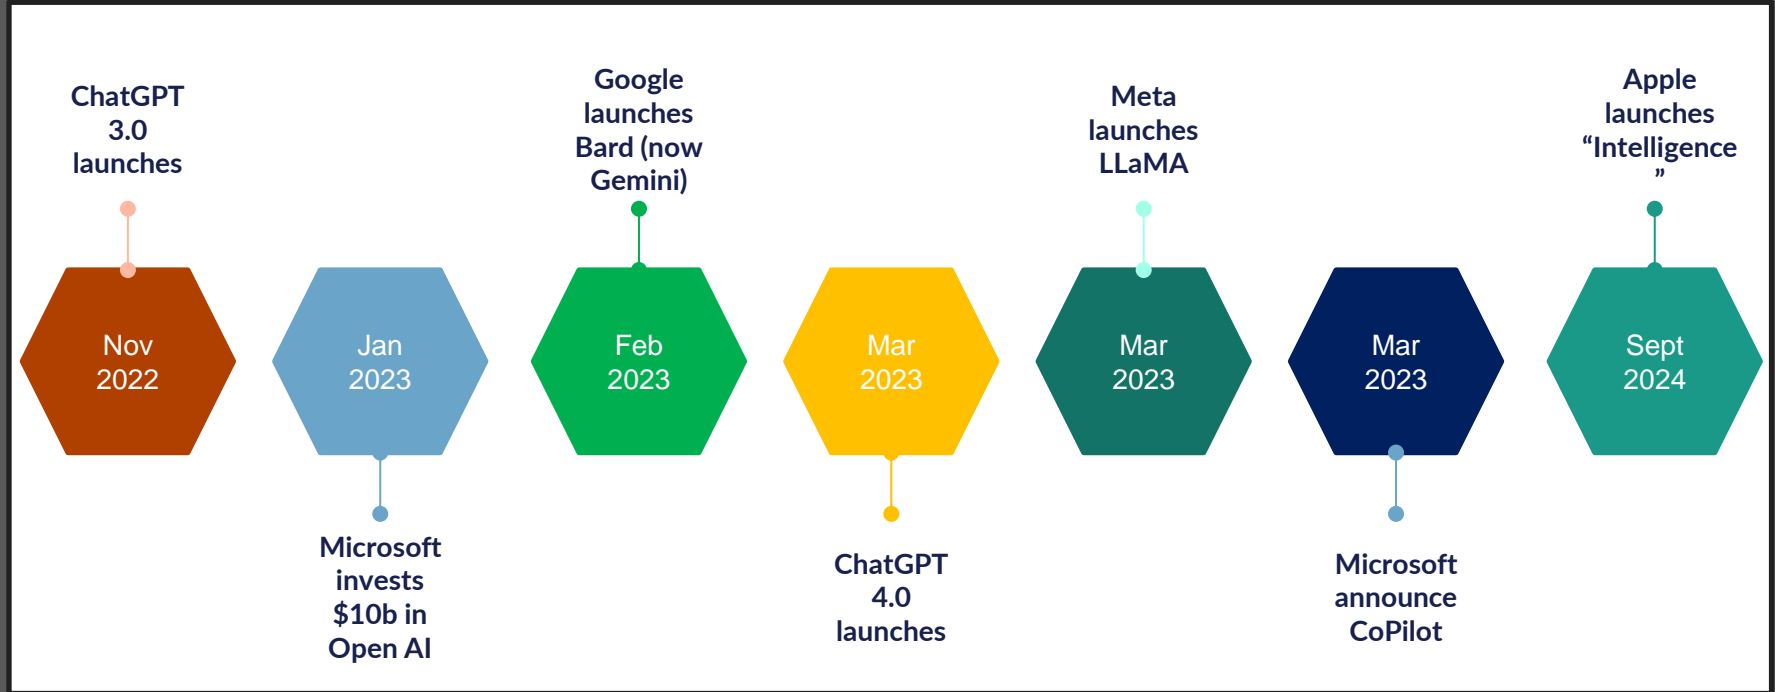 ChatGPT
3.0
launches
Nov
2022
Jan
2023
Microsoft
invests
$10b in
Open AI
Google
launches
Bard (now
Gemini)
Feb
2023
Mar
2023
ChatGPT
4.0
launches
Meta
launches
LLaMA
Mar
2023
Mar
2023
Microsoft
announce
CoPilot
Apple
launches
“Intelligence
”
Sept
2024